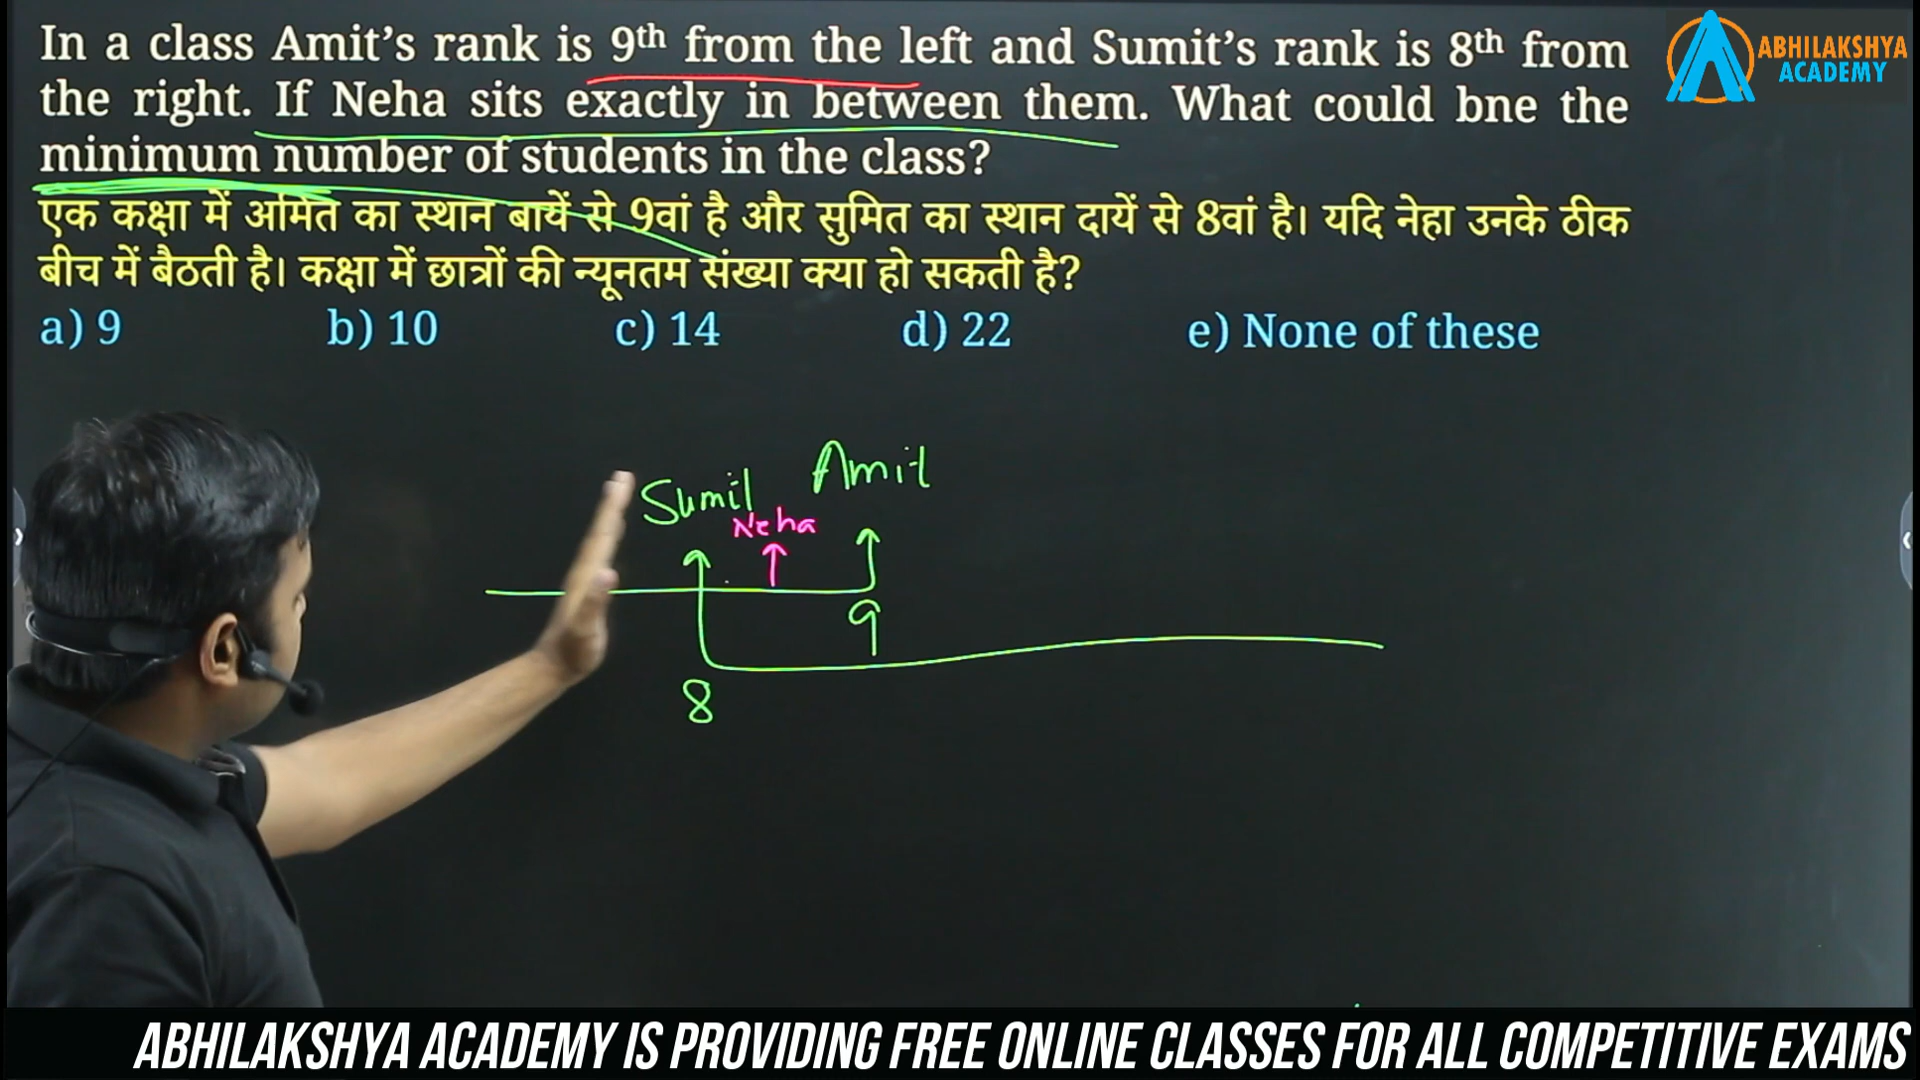 In a class Amit’s rank is 9th from the left and Sumit’s rank is 8th from
the right. If Neha sits exactly in between them. What could bne the
minimum number of students in the class?
एक कक्षा में अमित का स्थान बायें से 9वां है और सुमित का स्थान दायें से 8वां है। यदि नेहा उनके ठीक
बीच में बैठती है। कक्षा में छात्रों की न्यूनतम संख्या क्या हो सकती है?
a) 9 b) 10 c) 14 d) 22 e) None of these
ABHILAKSHYA
ACADEMY
Sumit Amit
Neha
9
8
ABHILAKSHYA ACADEMY IS PROVIDING FREE ONLINE CLASSES FOR ALL COMPETITIVE EXAMS